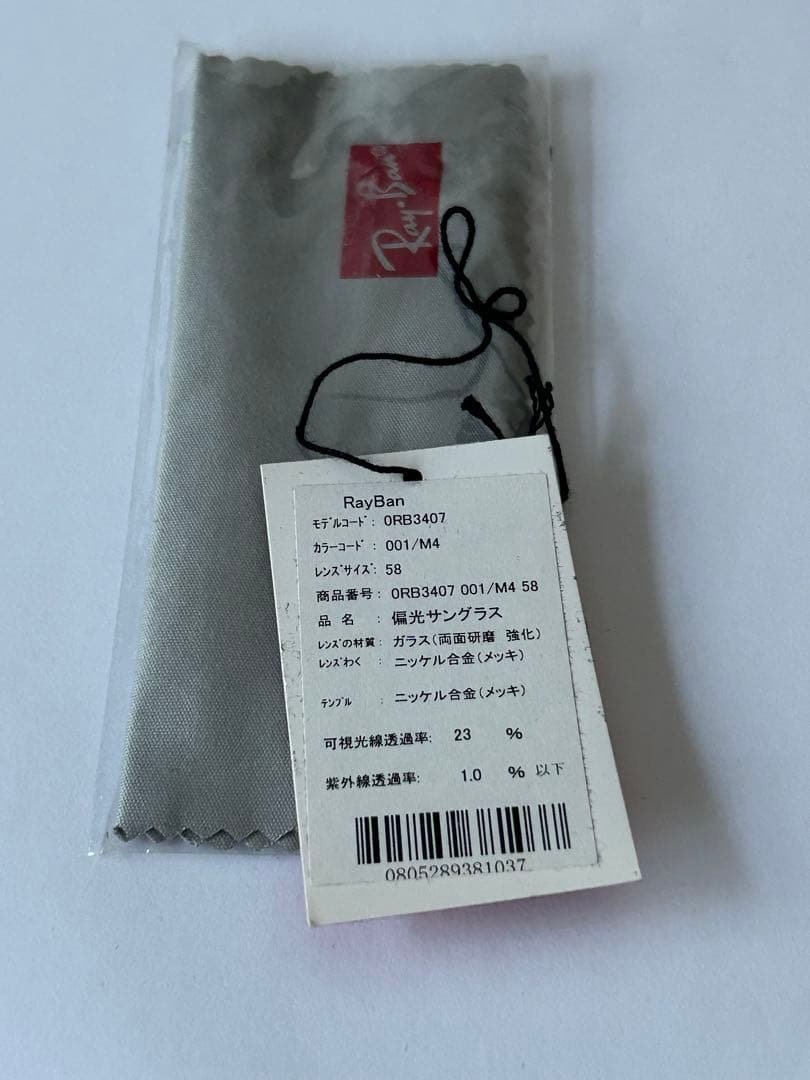 Ray-Ban
RayBan
ﾓﾃﾞﾙｺｰﾄﾞ: 0RB3407
ｶﾗｰｺｰﾄﾞ: 001/M4
ﾚﾝｽﾞｻｲｽﾞ: 58
商品番号: 0RB3407 001/M4 58
品 名 : 偏光サングラス
ﾚﾝｽﾞの材質: ガラス(両面研磨 強化)
ﾚﾝｽﾞわく : ニッケル合金(メッキ)
ﾃﾝﾌﾟﾙ : ニッケル合金(メッキ)
可視光線透過率: 23 %
紫外線透過率: 1.0 % 以下
0805289381037